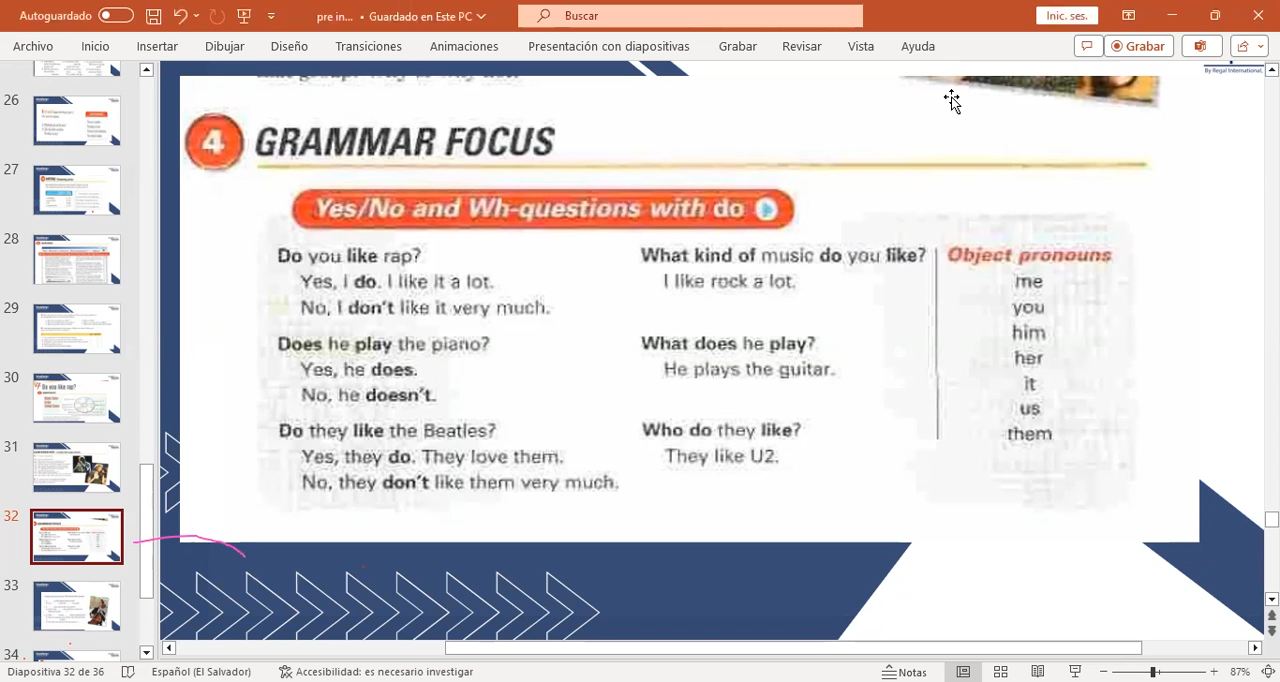 Autoguardado
pre in... • Guardado en Este PC
Buscar
Inic. ses.
Archivo Inicio Insertar Dibujar Diseño Transiciones Animaciones Presentación con diapositivas Grabar Revisar Vista Ayuda
Grabar
By Regal International,
4 GRAMMAR FOCUS
Yes/No and Wh-questions with do
Do you like rap?
Yes, I do. I like it a lot.
No, I don't like it very much.
Does he play the piano?
Yes, he does.
No, he doesn't.
Do they like the Beatles?
Yes, they do. They love them.
No, they don't like them very much.
What kind of music do you like?
I like rock a lot.
What does he play?
He plays the guitar.
Who do they like?
They like U2.
Object pronouns
me
you
him
her
it
us
them
26
27
28
29
30
Do you like rap?
31
32
33
34
Diapositiva 32 de 36 Español (El Salvador) Accesibilidad: es necesario investigar Notas 87%